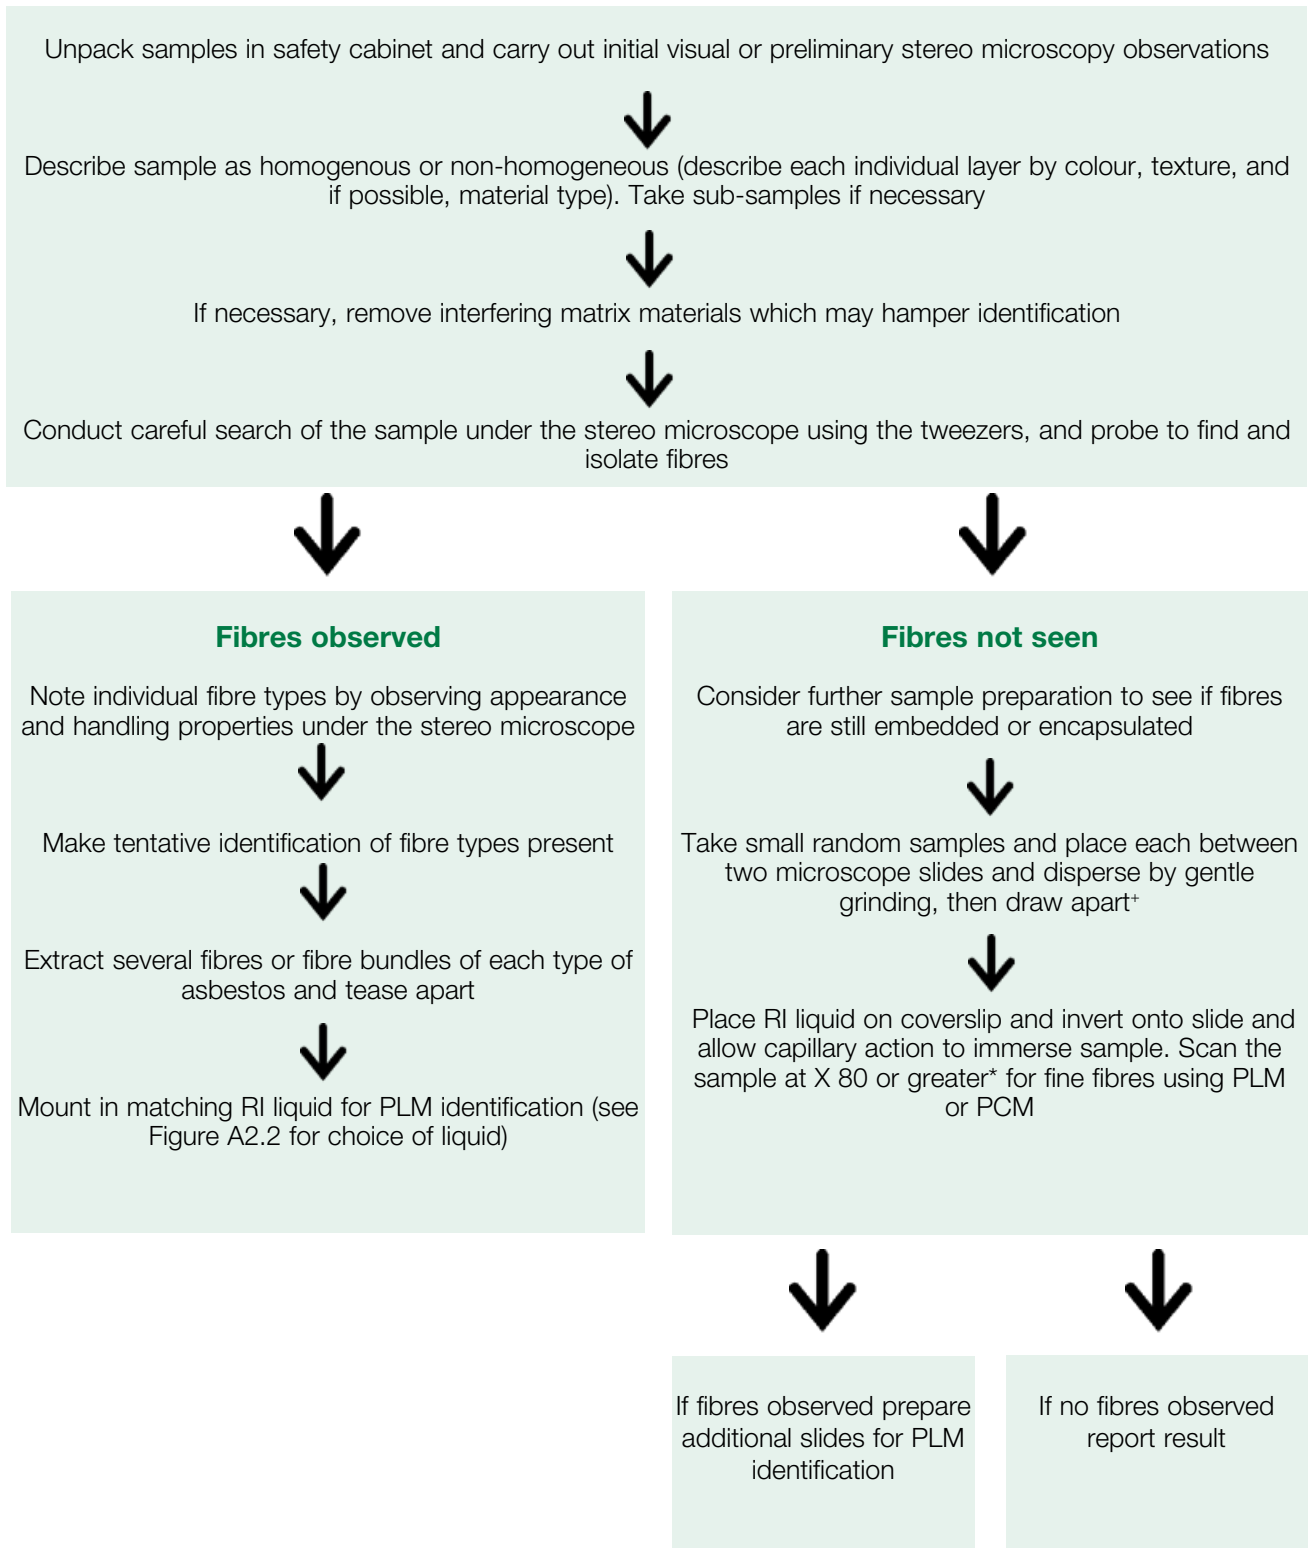 Unpack samples in safety cabinet and carry out initial visual or preliminary stereo microscopy observations
Describe sample as homogenous or non-homogeneous (describe each individual layer by colour, texture, and
if possible, material type). Take sub-samples if necessary
If necessary, remove interfering matrix materials which may hamper identification
Conduct careful search of the sample under the stereo microscope using the tweezers, and probe to find and
isolate fibres
Fibres observed
Note individual fibre types by observing appearance
and handling properties under the stereo microscope
Make tentative identification of fibre types present
Extract several fibres or fibre bundles of each type of
asbestos and tease apart
Mount in matching RI liquid for PLM identification (see
Figure A2.2 for choice of liquid)
Fibres not seen
Consider further sample preparation to see if fibres
are still embedded or encapsulated
Take small random samples and place each between
two microscope slides and disperse by gentle
grinding, then draw apart⁺
Place RI liquid on coverslip and invert onto slide and
allow capillary action to immerse sample. Scan the
sample at X 80 or greater* for fine fibres using PLM
or PCM
If fibres observed prepare
additional slides for PLM
identification
If no fibres observed
report result